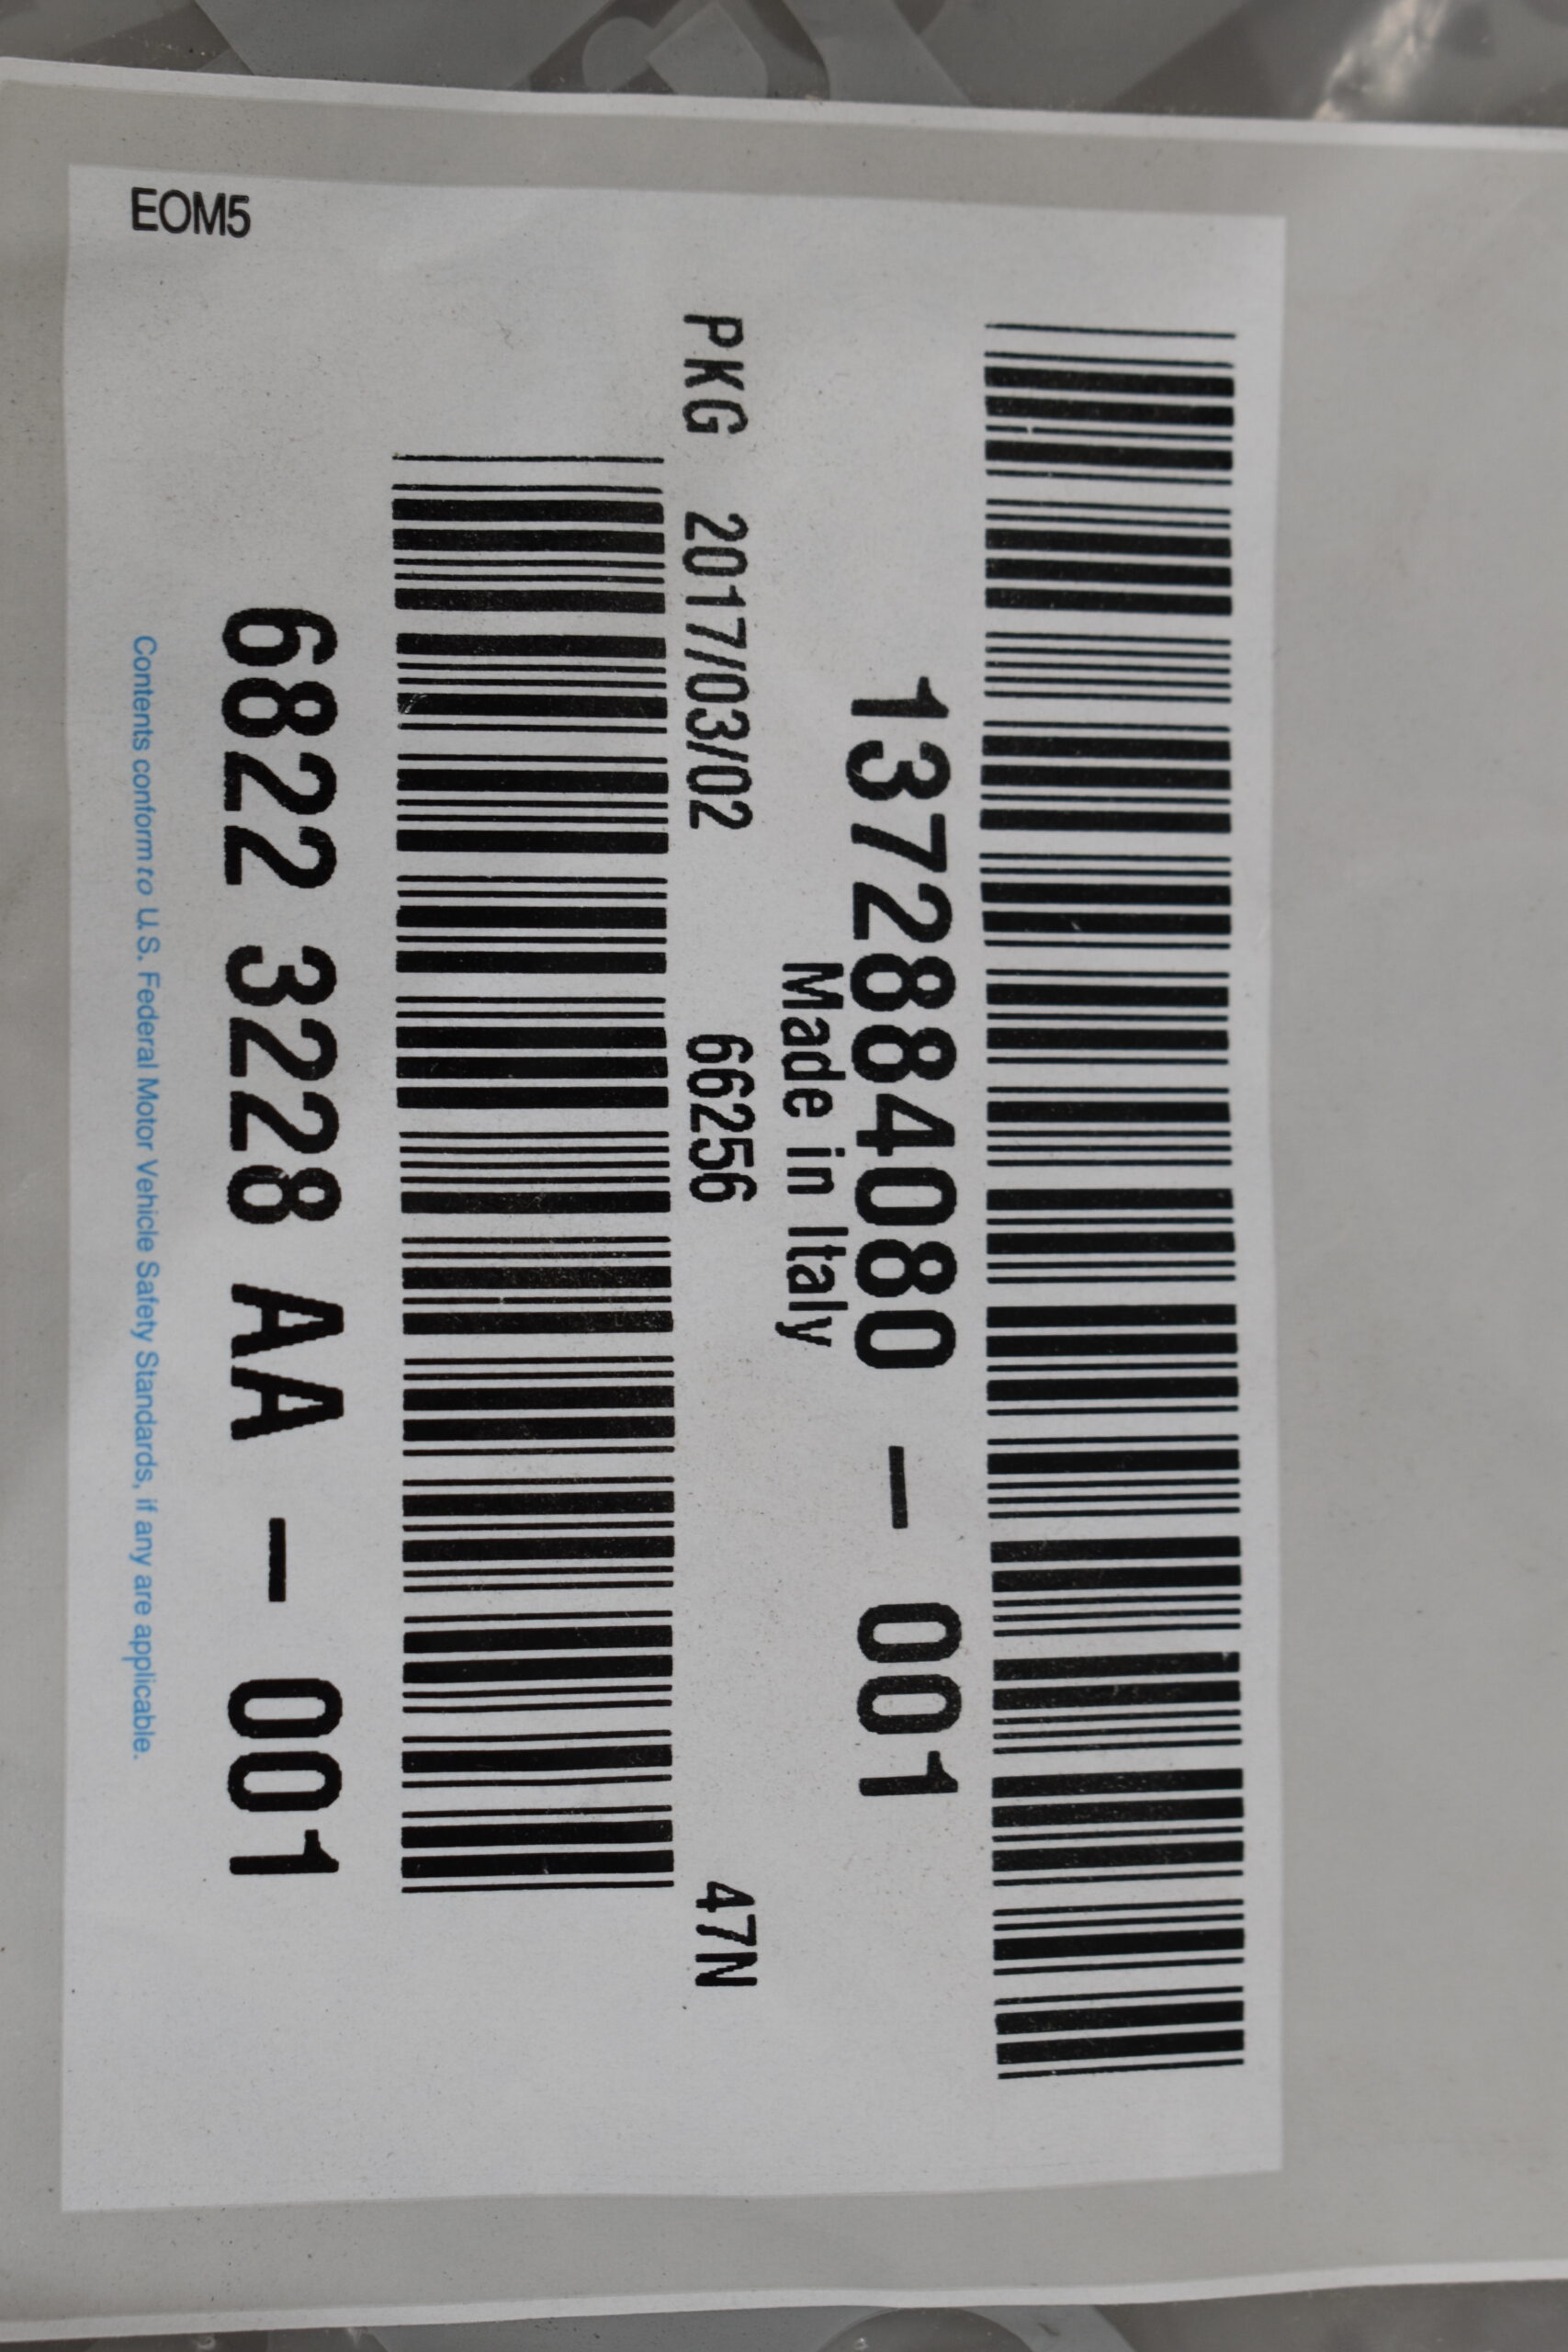 1372884080 - 001
Made in Italy
PKG 2017/03/02 66256 47N
6822 3228 AA - 001
Contents conform to U.S. Federal Motor Vehicle Safety Standards, if any are applicable.
EOM5